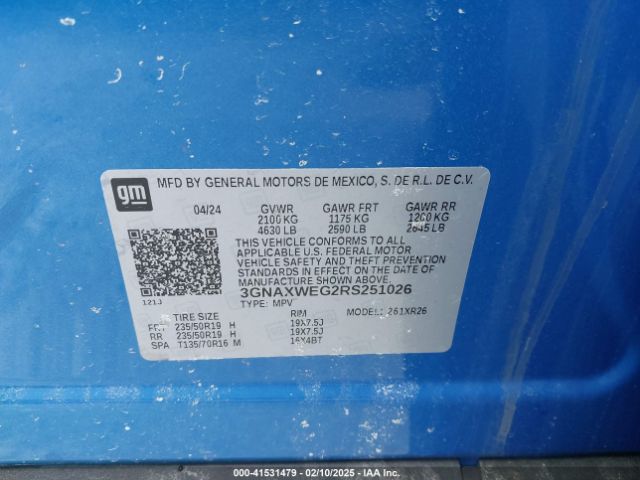 gm
MFD BY GENERAL MOTORS DE MEXICO, S. DE R.L. DE C.V.
04/24 GVWR GAWR FRT GAWR RR
2100 KG 1175 KG 1200 KG
4630 LB 2590 LB 2645 LB
THIS VEHICLE CONFORMS TO ALL
APPLICABLE U.S. FEDERAL MOTOR
VEHICLE SAFETY AND THEFT
PREVENTION STANDARDS IN EFFECT
ON THE DATE OF MANUFACTURE
SHOWN ABOVE.
3GNAXWEG2RS251026
121J TYPE: MPV MODEL: 261XR26
TIRE SIZE RIM
FRT 235/50R19 H 19X7.5J
RR 235/50R19 H 19X7.5J
SPA T135/70R16 M 16X4BT
000-41531479 - 02/10/2025 - IAA Inc.